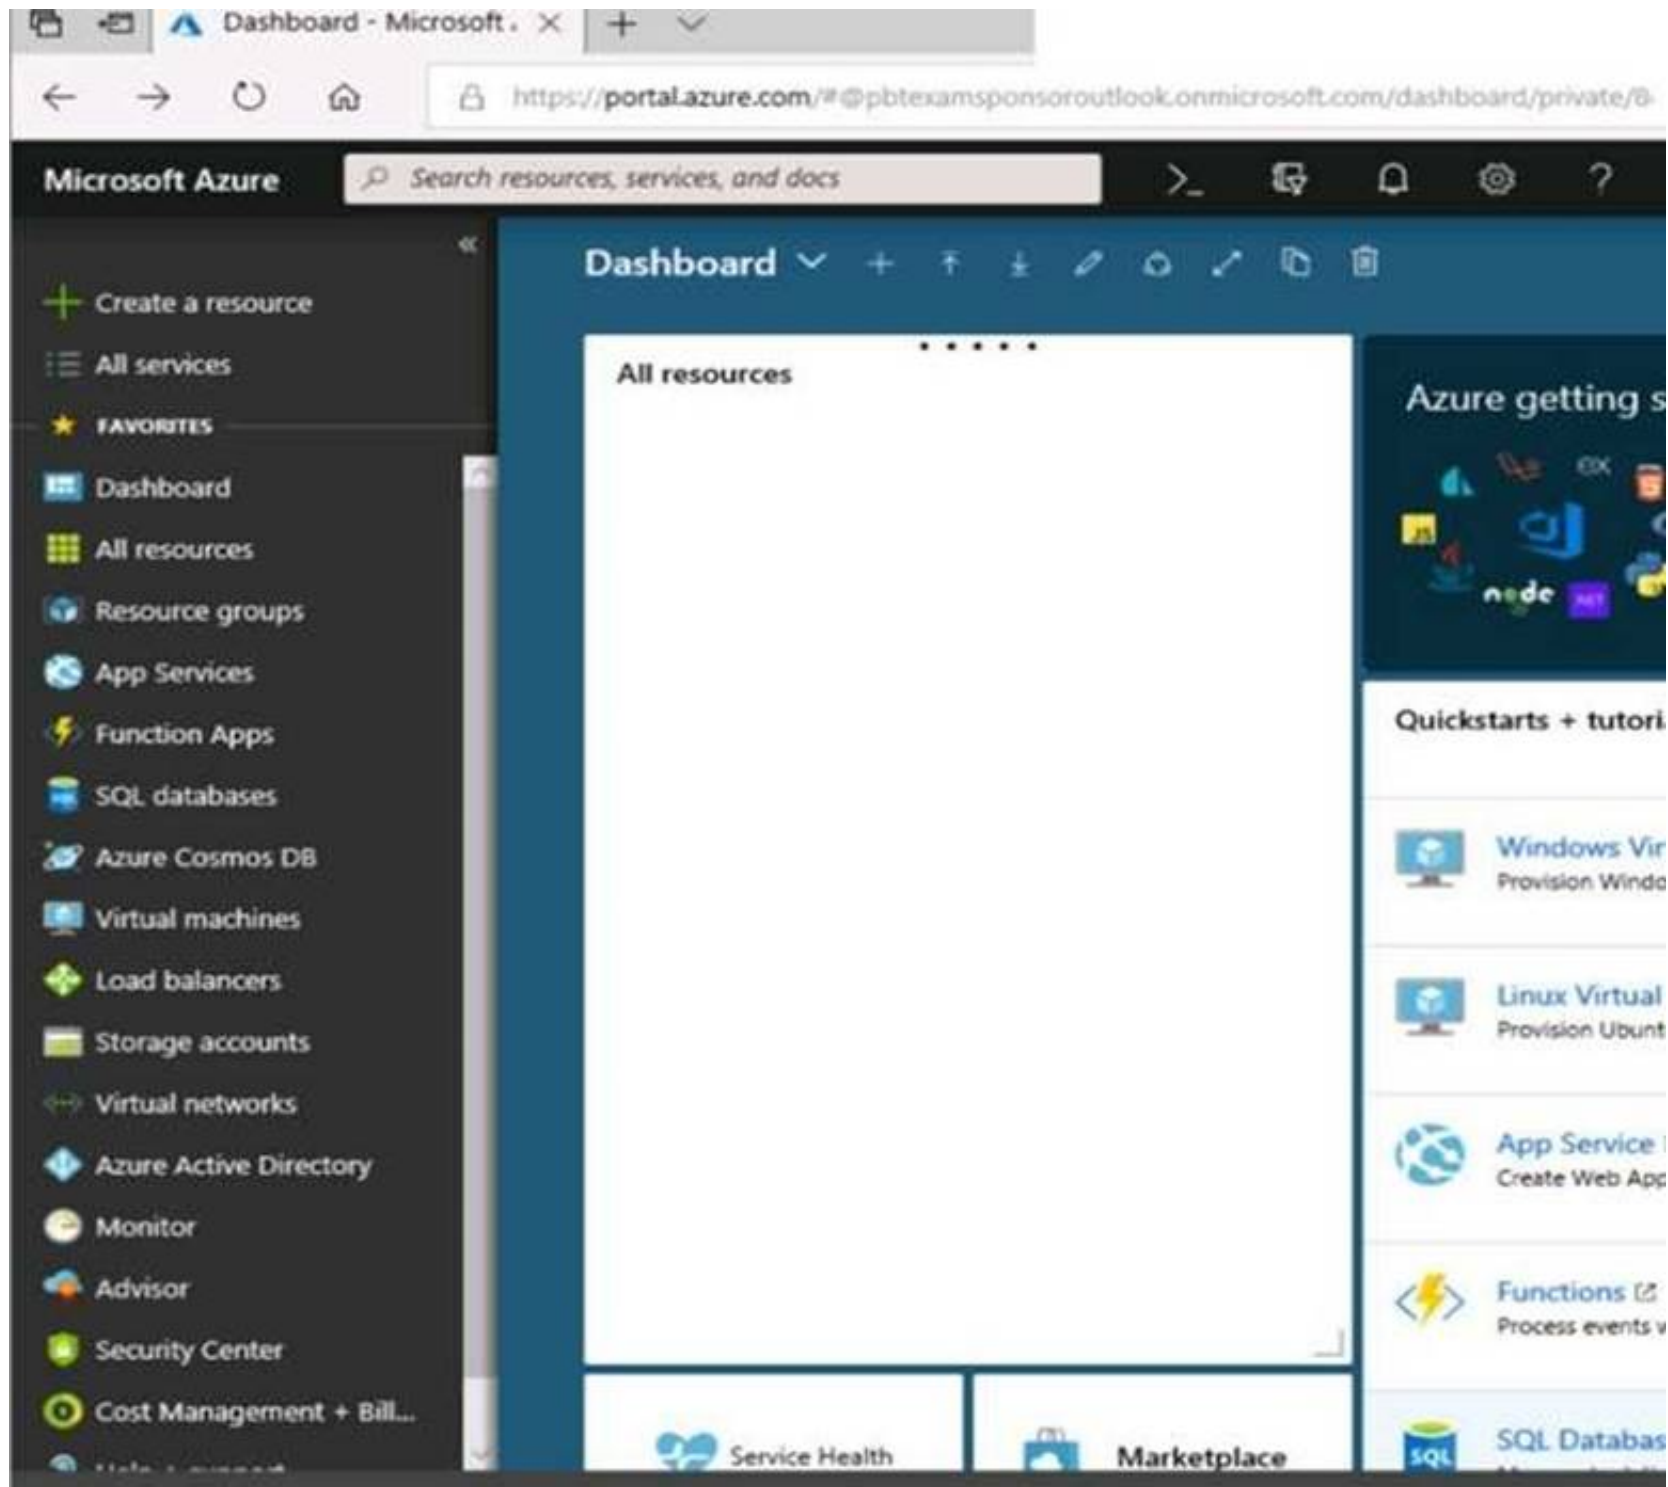 Dashboard - Microsoft .
https://portal.azure.com/#@pbtexamsponsoroutlook.onmicrosoft.com/dashboard/private/8-
Microsoft Azure
Search resources, services, and docs
>_
?
«
Create a resource
All services
FAVORITES
Dashboard
All resources
Resource groups
App Services
Function Apps
SQL databases
Azure Cosmos DB
Virtual machines
Load balancers
Storage accounts
Virtual networks
Azure Active Directory
Monitor
Advisor
Security Center
Cost Management + Bill...
Dashboard
All resources
Service Health
Marketplace
Azure getting s
ex
JS
node
.NET
Quickstarts + tutori
Windows Vir
Provision Windo
Linux Virtual
Provision Ubunt
App Service
Create Web App
Functions
Process events v
SQL
SQL Databas